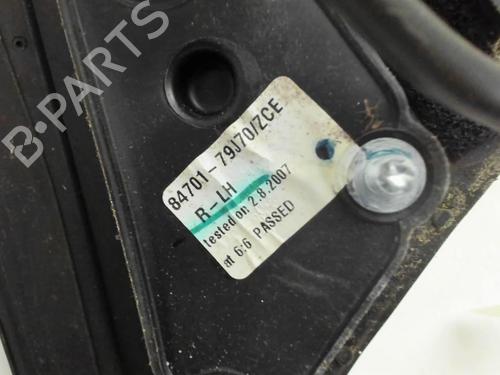 B-PARTS
84701-79J70/ZCE
R-LH
tested on 2.8.2007
at 6:6 PASSED